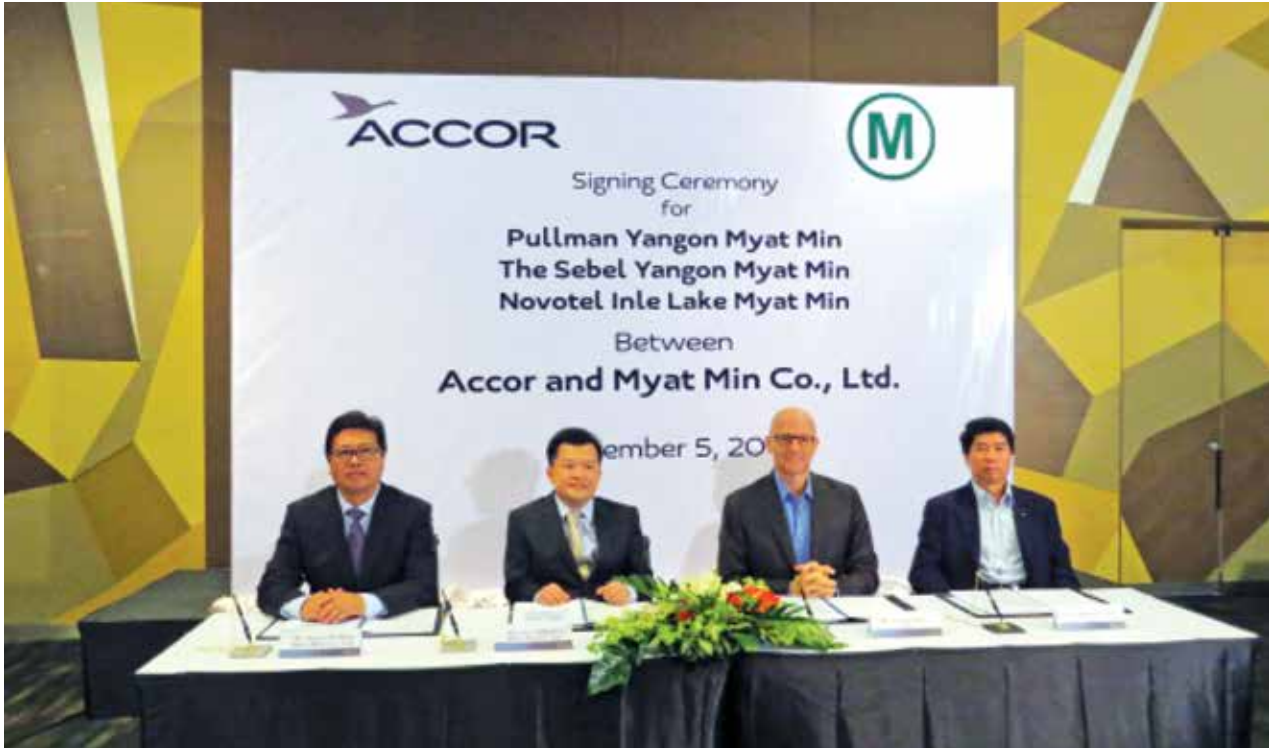 ACCOR
M
Signing Ceremony
for
Pullman Yangon Myat Min
The Sebel Yangon Myat Min
Novotel Inle Lake Myat Min
Between
Accor and Myat Min Co., Ltd.
ember 5, 20